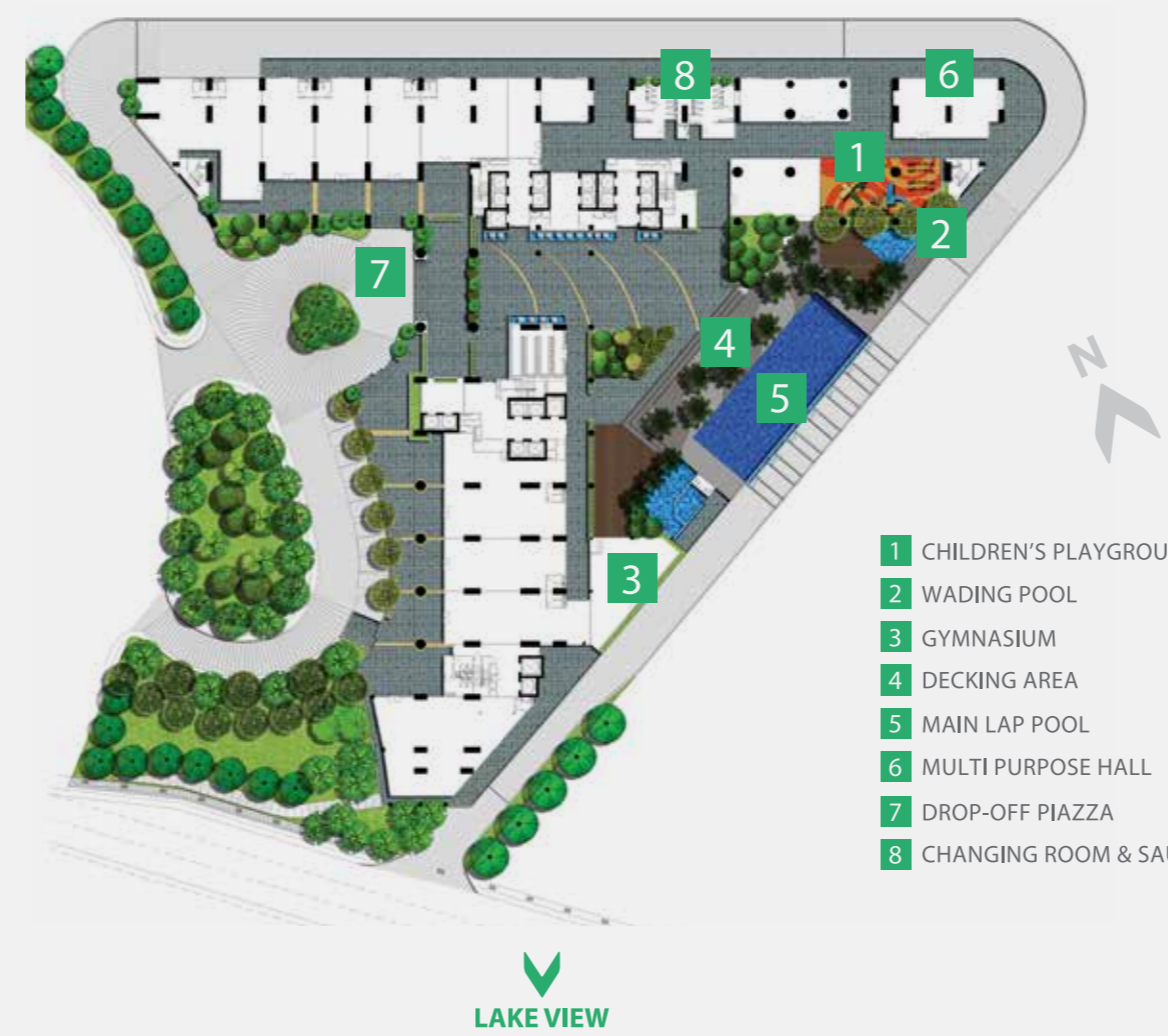 8
6
1
2
7
4
5
N
3
1 CHILDREN'S PLAYGROU
2 WADING POOL
3 GYMNASIUM
4 DECKING AREA
5 MAIN LAP POOL
6 MULTI PURPOSE HALL
7 DROP-OFF PIAZZA
8 CHANGING ROOM & SAU
LAKE VIEW